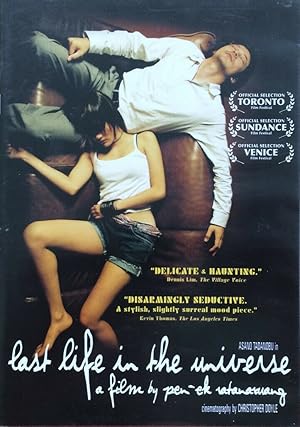 OFFICIAL SELECTION
TORONTO
Film Festival
OFFICIAL SELECTION
SUNDANCE
Film Festival
OFFICIAL SELECTION
VENICE
Film Festival
"DELICATE & HAUNTING."
Dennis Lim, The Village Voice
"DISARMINGLY SEDUCTIVE.
A stylish, slightly surreal mood piece."
Kevin Thomas, The Los Angeles Times
ASANO TADANOBU in
last life in the universe
a film by pen-ek ratanaruang
cinematography by CHRISTOPHER DOYLE